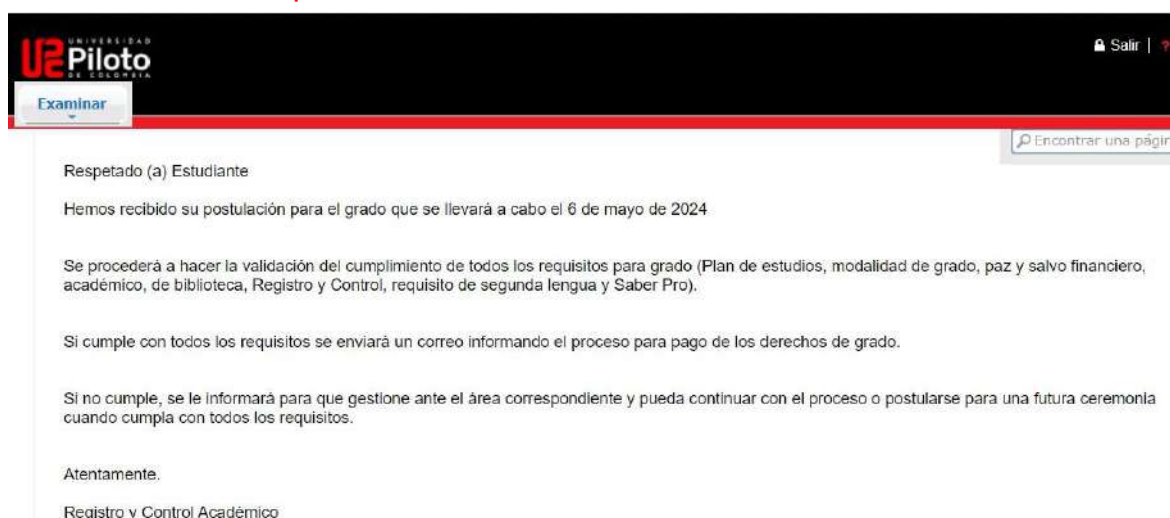 UNIVERSIDAD
Piloto
DE COLOMBIA
Salir |
Examinar
Encontrar una págin
Respetado (a) Estudiante
Hemos recibido su postulación para el grado que se llevará a cabo el 6 de mayo de 2024
Se procederá a hacer la validación del cumplimiento de todos los requisitos para grado (Plan de estudios, modalidad de grado, paz y salvo financiero,
académico, de biblioteca, Registro y Control, requisito de segunda lengua y Saber Pro).
Si cumple con todos los requisitos se enviará un correo informando el proceso para pago de los derechos de grado.
Si no cumple, se le informará para que gestione ante el área correspondiente y pueda continuar con el proceso o postularse para una futura ceremonia
cuando cumpla con todos los requisitos.
Atentamente.
Registro y Control Académico